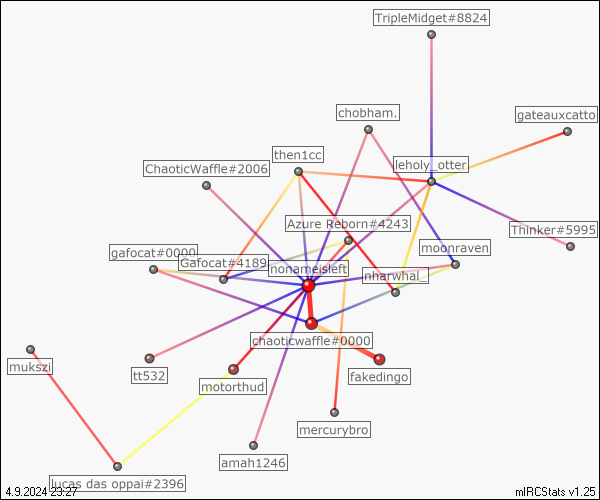 TripleMidget#8824
chobham.
gateauxcatto
then1cc
ChaoticWaffle#2006
leholy_otter
Azure Reborn#4243
Thinker#5995
gafocat#0000
Gafocat#4189
moonraven
nonameisleft
nharwhal_
chaoticwaffle#0000
mukszi
tt532
motorthud
fakedingo
mercurybro
amah1246
lucas das oppai#2396
4.9.2024 23:27
mIRCStats v1.25